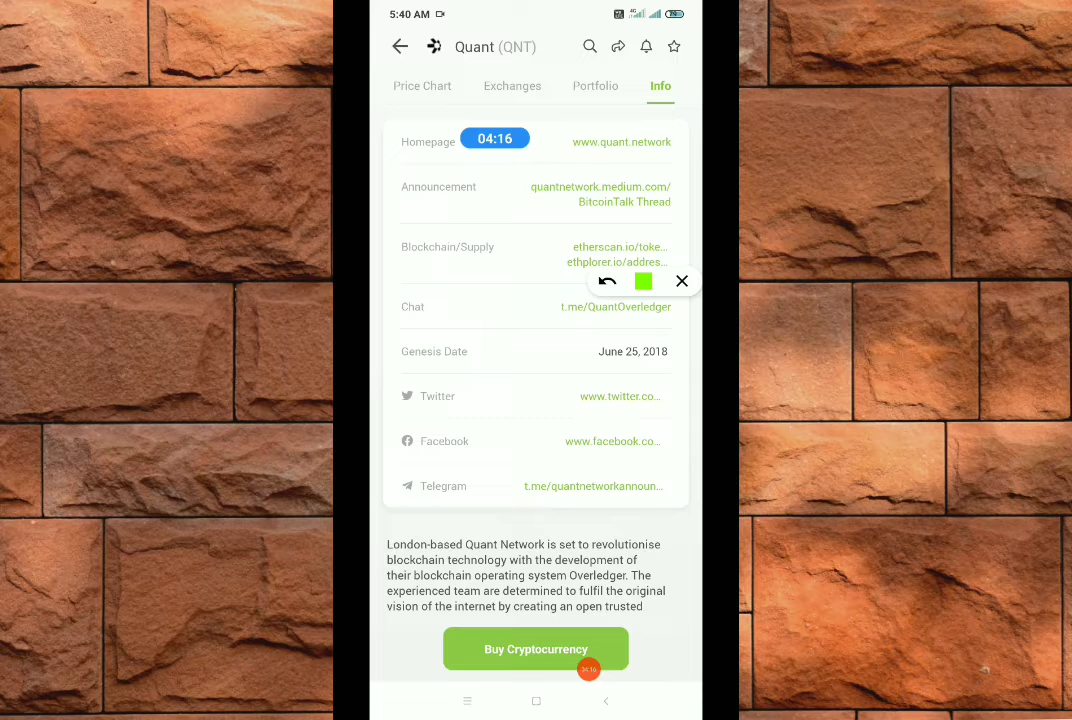 5:40 AM
4G
Quant (QNT)
Price Chart Exchanges Portfolio Info
Homepage 04:16 www.quant.network
Announcement quantnetwork.medium.com/
BitcoinTalk Thread
Blockchain/Supply etherscan.io/toke...
ethplorer.io/addres...
Chat t.me/QuantOverledger
Genesis Date June 25, 2018
Twitter www.twitter.co...
Facebook www.facebook.co...
Telegram t.me/quantnetworkannoun...
London-based Quant Network is set to revolutionise
blockchain technology with the development of
their blockchain operating system Overledger. The
experienced team are determined to fulfil the original
vision of the internet by creating an open trusted
Buy Cryptocurrency
04:16